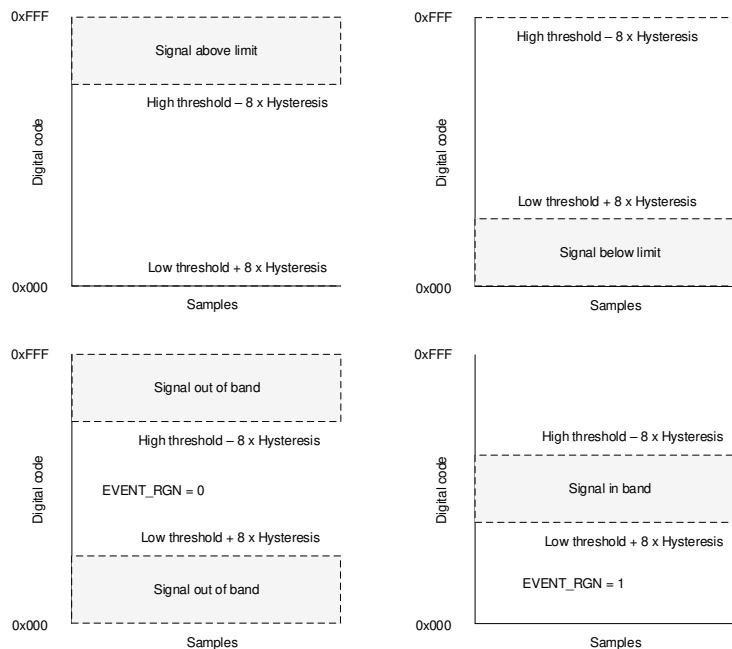 0xFFF
Signal above limit
High threshold – 8 x Hysteresis
Digital code
Low threshold + 8 x Hysteresis
0x000
Samples
0xFFF
High threshold – 8 x Hysteresis
Digital code
Low threshold + 8 x Hysteresis
Signal below limit
0x000
Samples
0xFFF
Signal out of band
High threshold – 8 x Hysteresis
Digital code
EVENT_RGN = 0
Low threshold + 8 x Hysteresis
Signal out of band
0x000
Samples
0xFFF
High threshold – 8 x Hysteresis
Digital code
Signal in band
Low threshold + 8 x Hysteresis
EVENT_RGN = 1
0x000
Samples